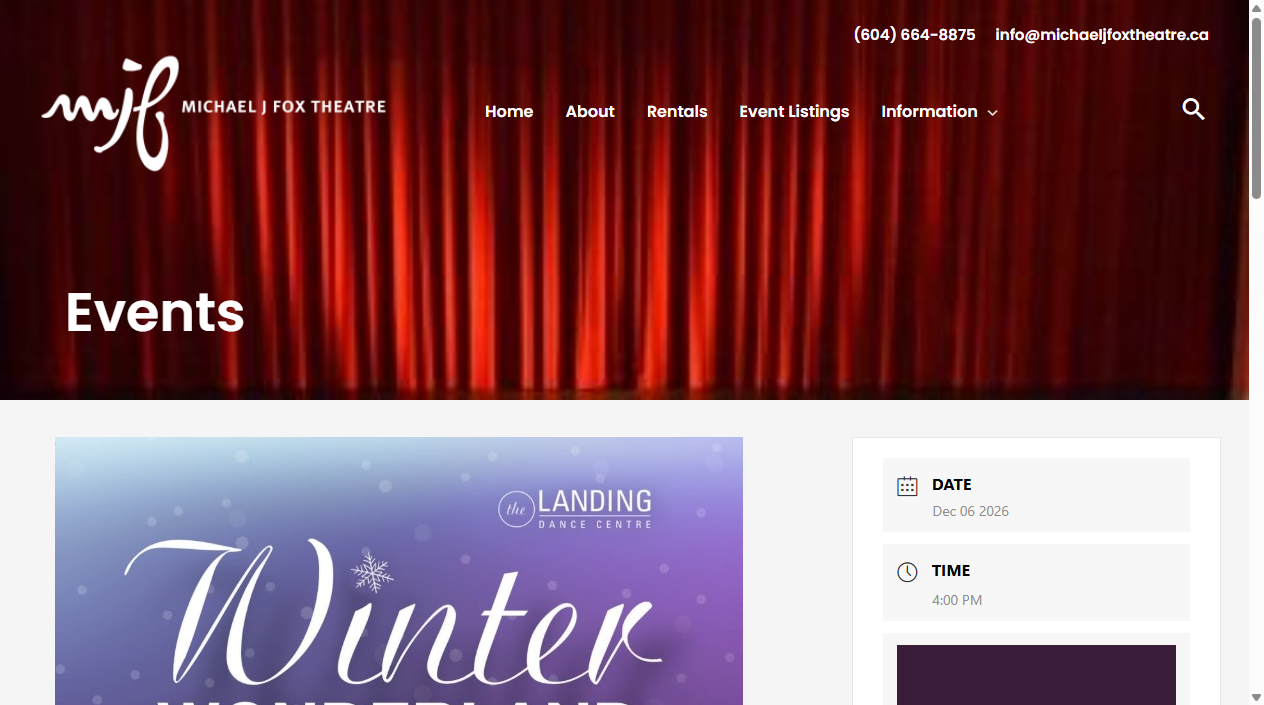 (604) 664-8875 info@michaeljfoxtheatre.ca
mjf MICHAEL J FOX THEATRE
Home About Rentals Event Listings Information
Events
the LANDING
DANCE CENTRE
Winter
WONDERLAND
DATE
Dec 06 2026
TIME
4:00 PM